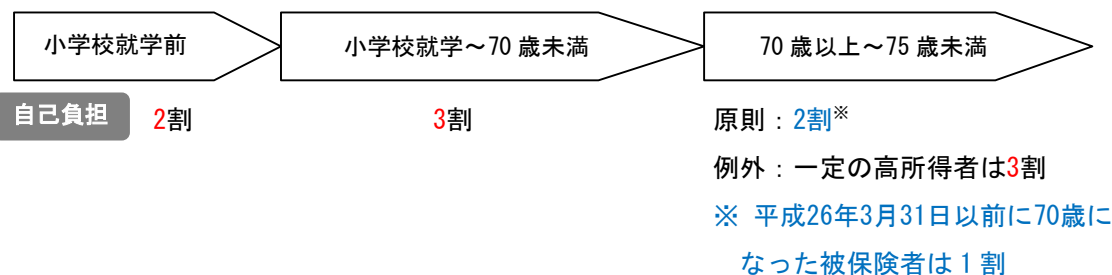 小学校就学前
小学校就学～70歳未満
70歳以上～75歳未満
自己負担
2割
3割
原則：2割※
例外：一定の高所得者は3割
※ 平成26年3月31日以前に70歳に
なった被保険者は1割